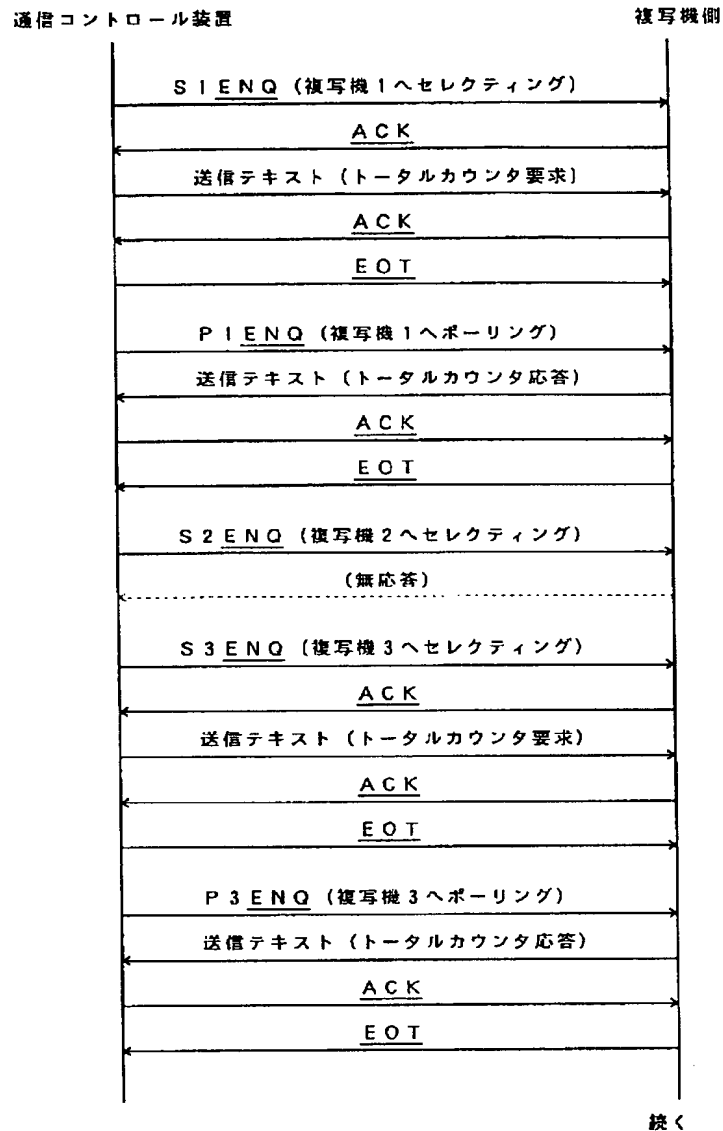 通信コントロール装置 複写機側
S1ENQ (複写機1へセレクティング)
ACK
送信テキスト (トータルカウンタ要求)
ACK
EOT
P1ENQ (複写機1へポーリング)
送信テキスト (トータルカウンタ応答)
ACK
EOT
S2ENQ (複写機2へセレクティング)
(無応答)
S3ENQ (複写機3へセレクティング)
ACK
送信テキスト (トータルカウンタ要求)
ACK
EOT
P3ENQ (複写機3へポーリング)
送信テキスト (トータルカウンタ応答)
ACK
EOT
続く